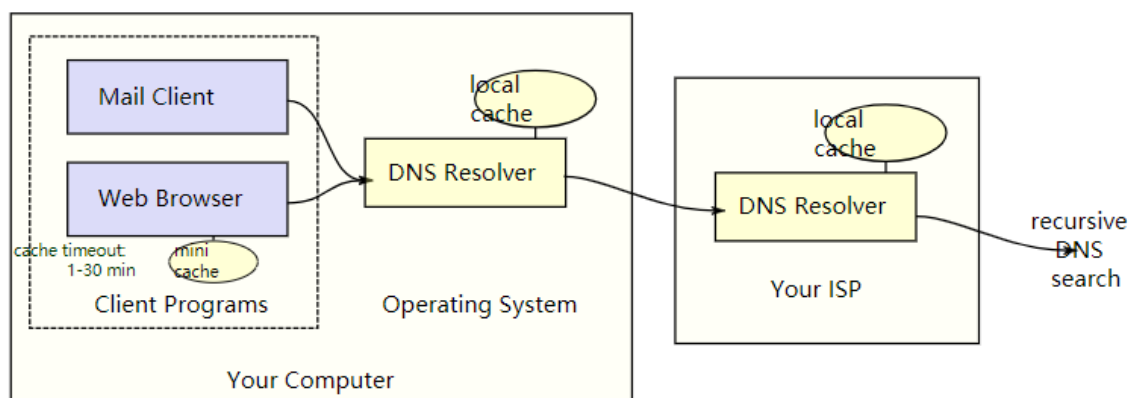 Mail Client
Web Browser
cache timeout:
1-30 min
mini
cache
Client Programs
local
cache
DNS Resolver
Operating System
Your Computer
local
cache
DNS Resolver
Your ISP
recursive
DNS
search